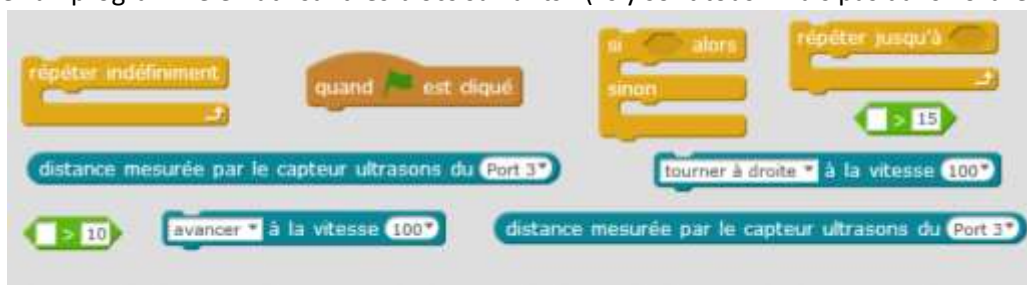 si alors
répéter jusqu'à
répéter indéfiniment
quand est cliqué
sinon
> 15
distance mesurée par le capteur ultrasons du Port 3
tourner à droite à la vitesse 100
> 10
avancer à la vitesse 100
distance mesurée par le capteur ultrasons du Port 3